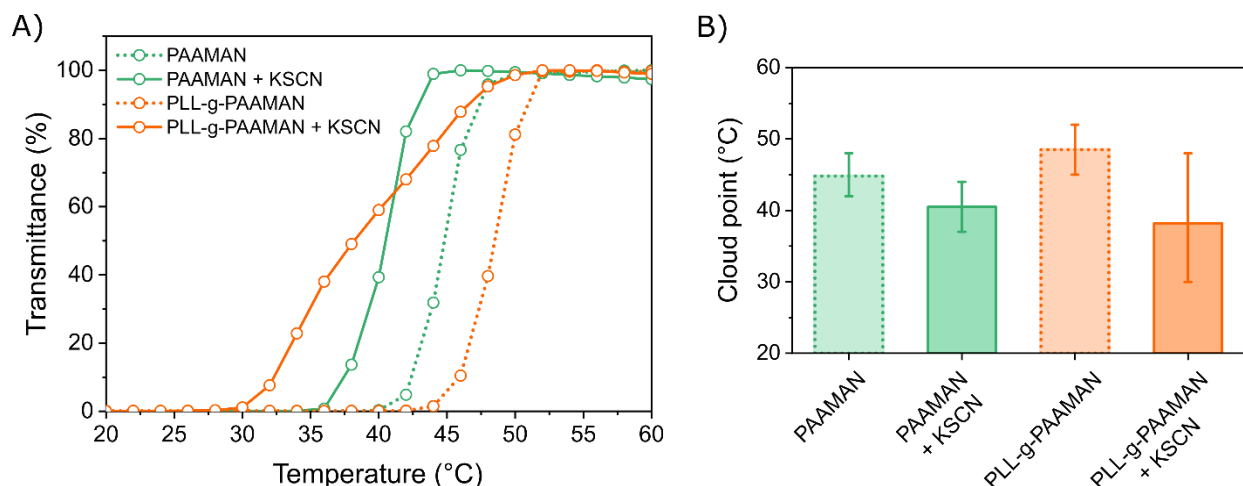 A)
PAAMAN
PAAMAN + KSCN
PLL-g-PAAMAN
PLL-g-PAAMAN + KSCN
Transmittance (%)
100
80
60
40
20
0
20 25 30 35 40 45 50 55 60
Temperature (°C)
B)
Cloud point (°C)
60
50
40
30
20
PAAMAN
PAAMAN
+ KSCN
PLL-g-PAAMAN
PLL-g-PAAMAN
+ KSCN